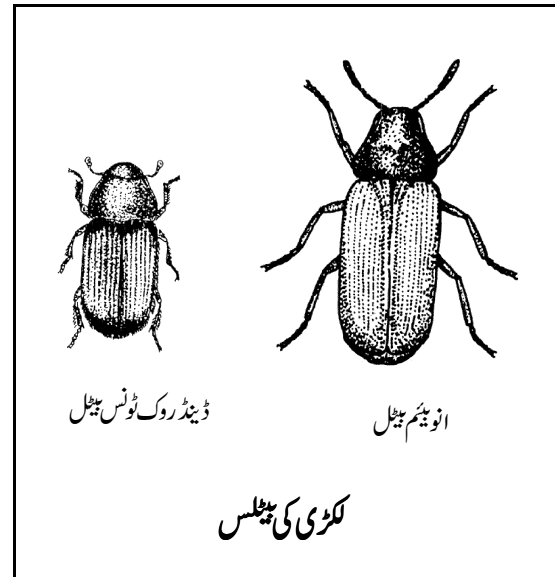 انوبیئم بیٹل
ڈینڈروک ٹونس بیٹل
لکڑی کی بیٹلس